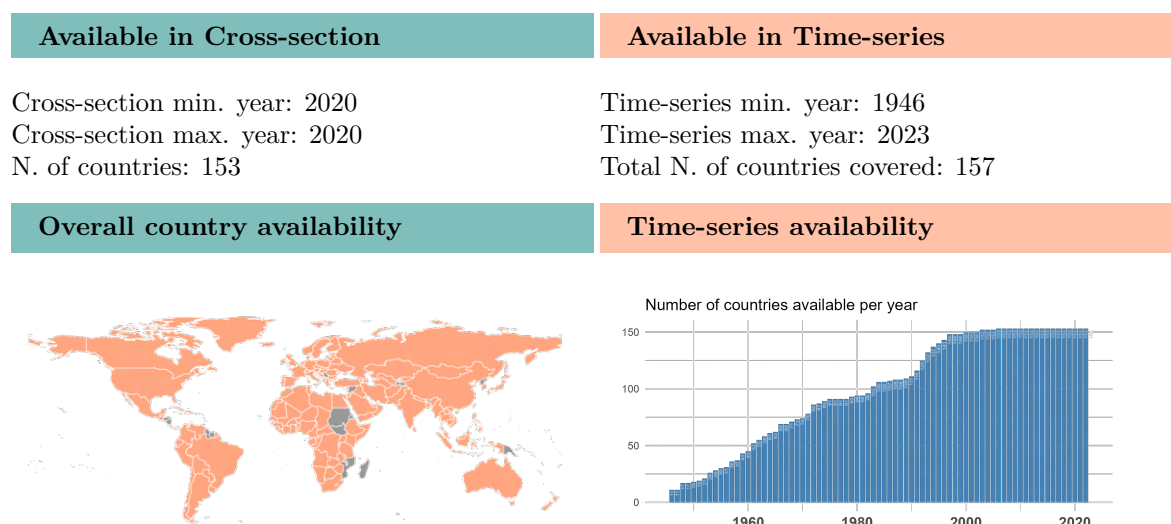 Available in Cross-section
Available in Time-series
Cross-section min. year: 2020
Cross-section max. year: 2020
N. of countries: 153
Time-series min. year: 1946
Time-series max. year: 2023
Total N. of countries covered: 157
Overall country availability
Time-series availability
Number of countries available per year
150
100
50
0
1960 1980 2000 2020